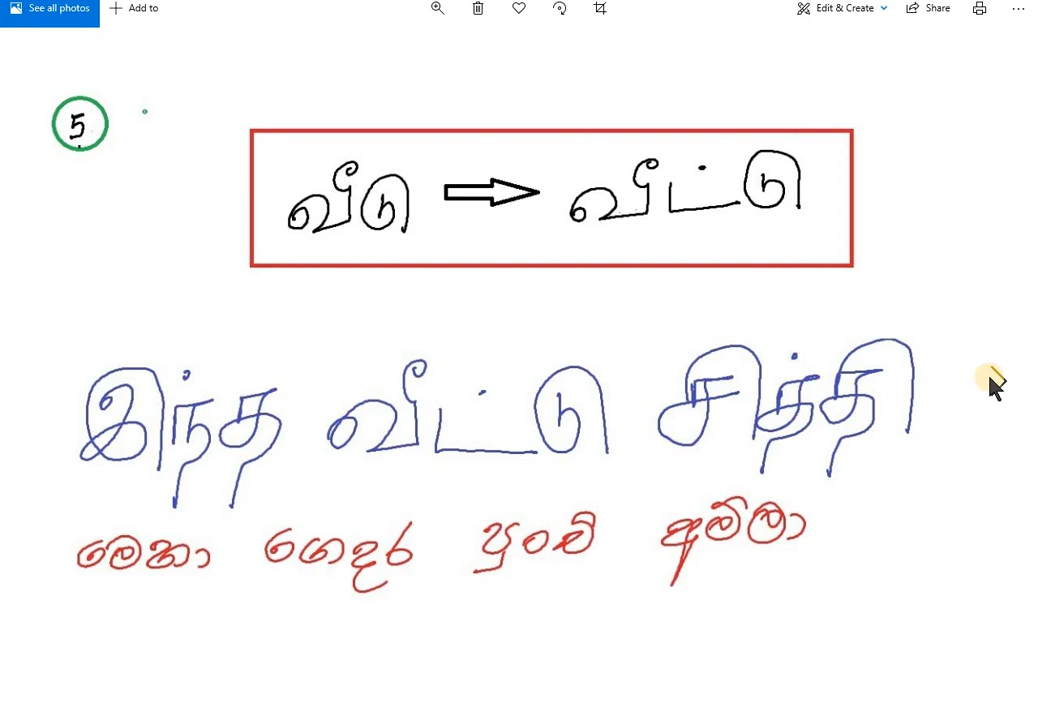 See all photos Add to Edit & Create Share
5
வீடு ⇒ வீட்டு
இந்த வீட்டு சித்தி
මෙහා ගෙදර පුංචි අම්මා